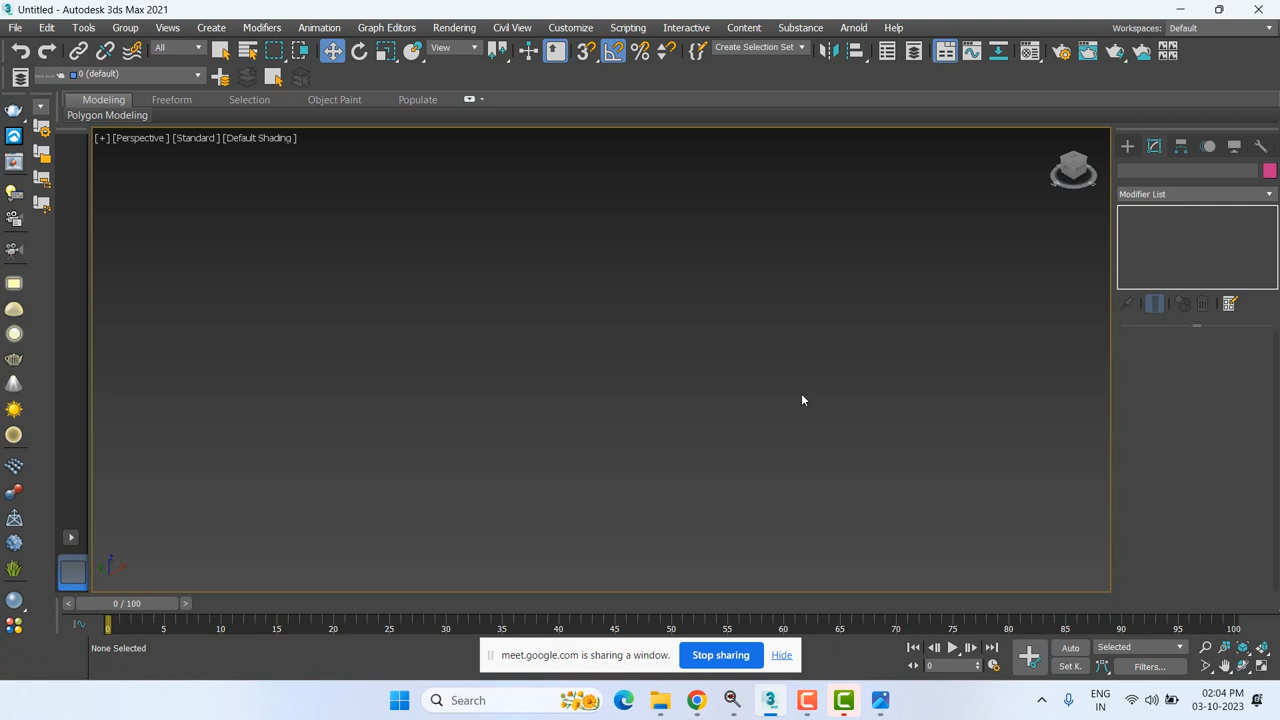 Untitled - Autodesk 3ds Max 2021
File Edit Tools Group Views Create Modifiers Animation Graph Editors Rendering Civil View Customize Scripting Interactive Content Substance Arnold Help Workspaces: Default
All View Create Selection Set
0 (default)
Modeling Freeform Selection Object Paint Populate
Polygon Modeling
[+] [Perspective ] [Standard ] [Default Shading ]
Modifier List
0 / 100
0 5 10 15 20 25 30 35 40 45 50 55 60 65 70 75 80 85 90 95 100
None Selected
meet.google.com is sharing a window. Stop sharing Hide
Auto Selected
0 Set K. Filters...
Search
ENG
IN
02:04 PM
03-10-2023